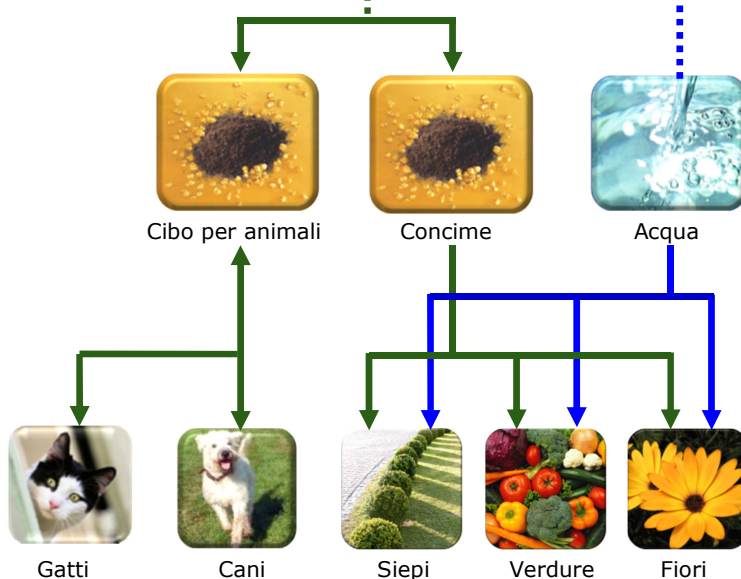 Cibo per animali
Concime
Acqua
Gatti
Cani
Siepi
Verdure
Fiori